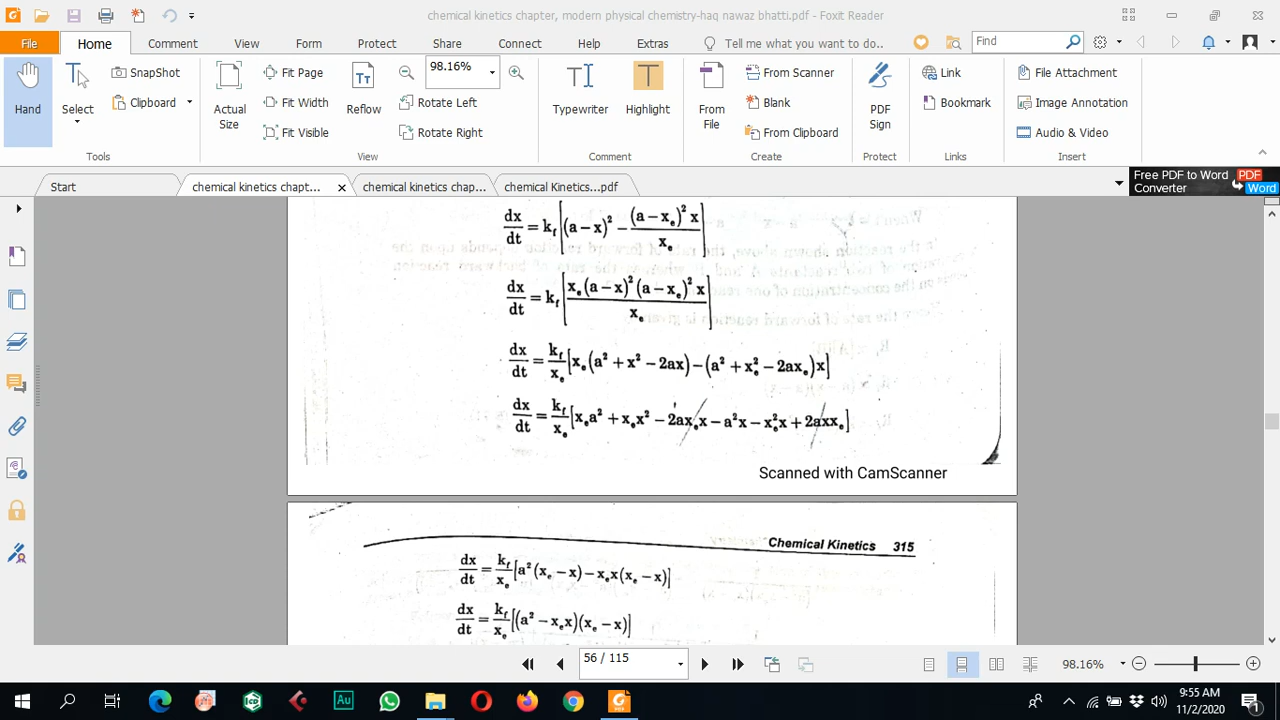 chemical kinetics chapter, modern physical chemistry-haq nawaz bhatti.pdf - Foxit Reader
File Home Comment View Form Protect Share Connect Help Extras Tell me what you want to do.. Find
Hand
Select
SnapShot
Clipboard
Tools
Actual Size
Fit Page
Fit Width
Fit Visible
Reflow
98.16%
Rotate Left
Rotate Right
View
Typewriter
Highlight
Comment
From File
From Scanner
Blank
From Clipboard
Create
PDF Sign
Protect
Link
Bookmark
Links
File Attachment
Image Annotation
Audio & Video
Insert
Start chemical kinetics chapt... chemical kinetics chap... chemical Kinetics...pdf
Free PDF to Word Converter PDF Word
dx/dt = k_f[(a−x)² − (a−x_e)² x / x_e]
dx/dt = k_f[x_e(a−x)² (a−x_e)² x / x_e]
dx/dt = k_f/x_e [x_e(a² + x² − 2ax) − (a² + x_e² − 2ax_e)x]
dx/dt = k_f/x_e [x_e a² + x_e x² − 2ax_e x − a²x − x_e² x + 2axx_e]
Scanned with CamScanner
Chemical Kinetics 315
dx/dt = k_f/x_e [a²(x_e − x) − x_e x(x_e − x)]
dx/dt = k_f/x_e [(a² − x_e x)(x_e − x)]
56 / 115
98.16%
Au
9:55 AM
11/2/2020
1